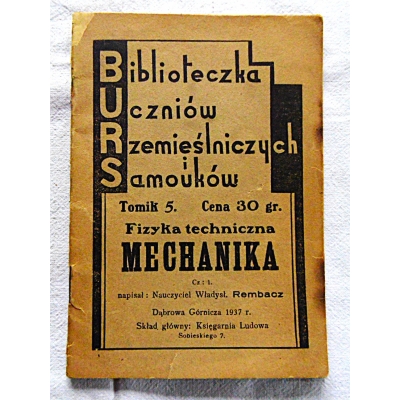 Biblioteczka
Uczniów
Rzemieślniczych
i
Samouków
Tomik 5. Cena 30 gr.
Fizyka techniczna
MECHANIKA
Cz: 1.
napisał: Nauczyciel Władysł. Rembacz
Dąbrowa Górnicza 1937 r.
Skład główny: Księgarnia Ludowa
Sobieskiego 7.